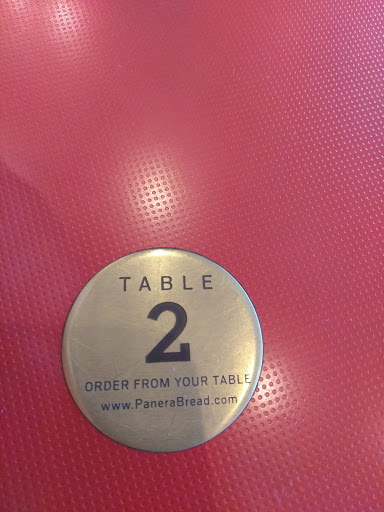 TABLE
2
ORDER FROM YOUR TABLE
www.PaneraBread.com